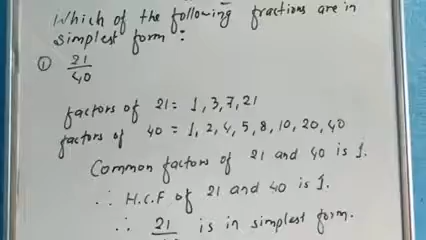 Which of the following fractions are in
simplest form :
① 21/40
factors of 21 = 1, 3, 7, 21
factors of 40 = 1, 2, 4, 5, 8, 10, 20, 40
Common factors of 21 and 40 is 1.
∴ H.C.F of 21 and 40 is 1.
∴ 21 is in simplest form.